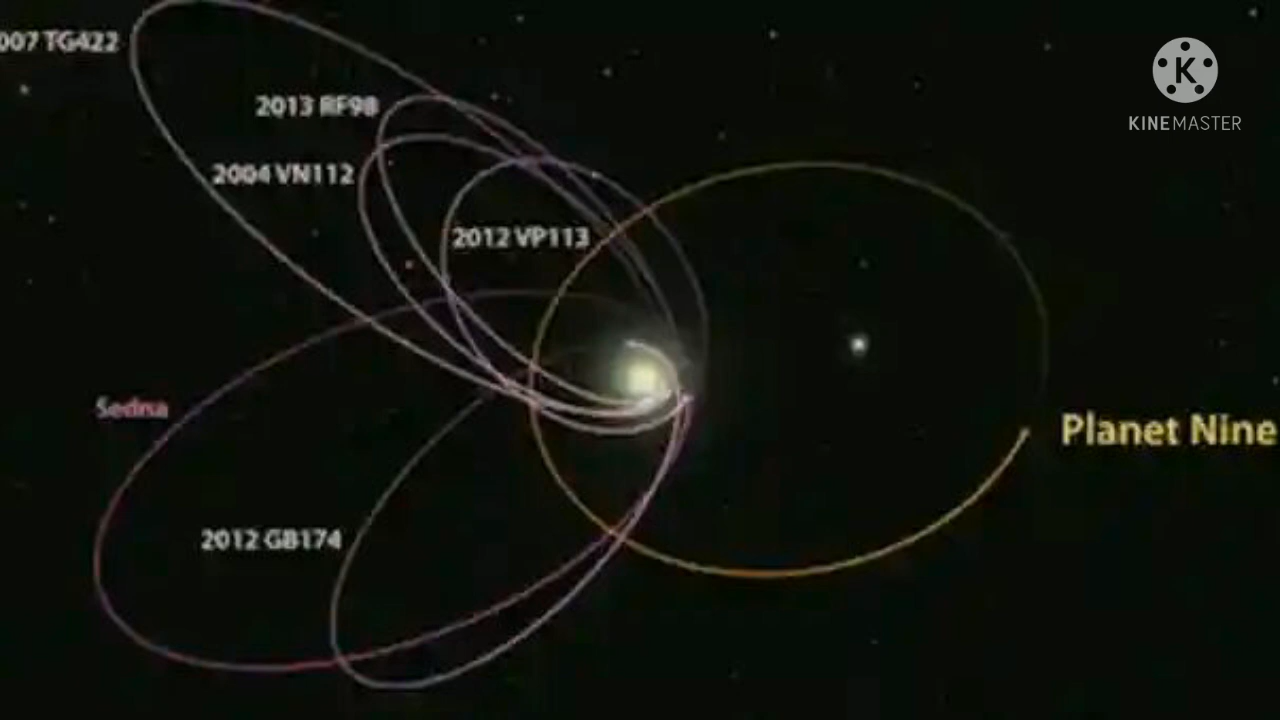 007 TG422
2013 RF98
2004 VN112
2012 VP113
Sedna
2012 GB174
Planet Nine
K
KINEMASTER